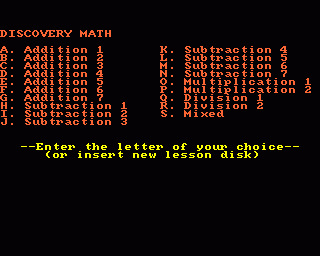 DISCOVERY MATH
A. Addition 1
B. Addition 2
C. Addition 3
D. Addition 4
E. Addition 5
F. Addition 6
G. Addition 7
H. Subtraction 1
I. Subtraction 2
J. Subtraction 3
K. Subtraction 4
L. Subtraction 5
M. Subtraction 6
N. Subtraction 7
O. Multiplication 1
P. Multiplication 2
Q. Division 1
R. Division 2
S. Mixed
--Enter the letter of your choice--
(or insert new lesson disk)